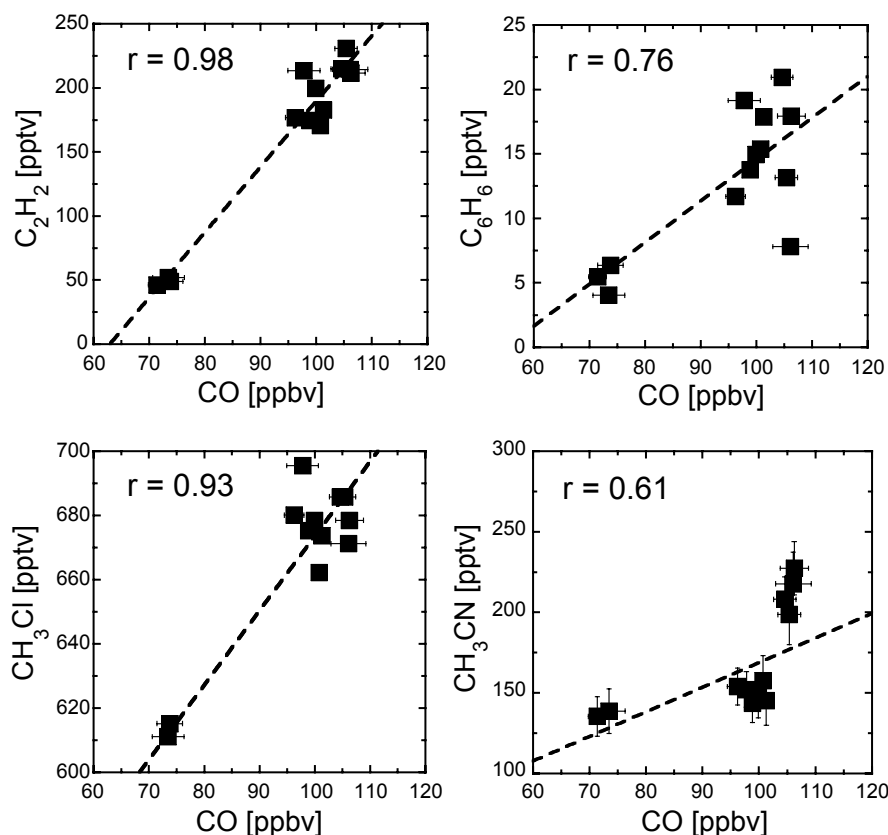 r = 0.98
C2H2 [pptv]
250
200
150
100
50
0
60 70 80 90 100 110 120
CO [ppbv]
r = 0.76
C6H6 [pptv]
25
20
15
10
5
0
60 70 80 90 100 110 120
CO [ppbv]
r = 0.93
CH3Cl [pptv]
700
680
660
640
620
600
60 70 80 90 100 110 120
CO [ppbv]
r = 0.61
CH3CN [pptv]
300
250
200
150
100
60 70 80 90 100 110 120
CO [ppbv]